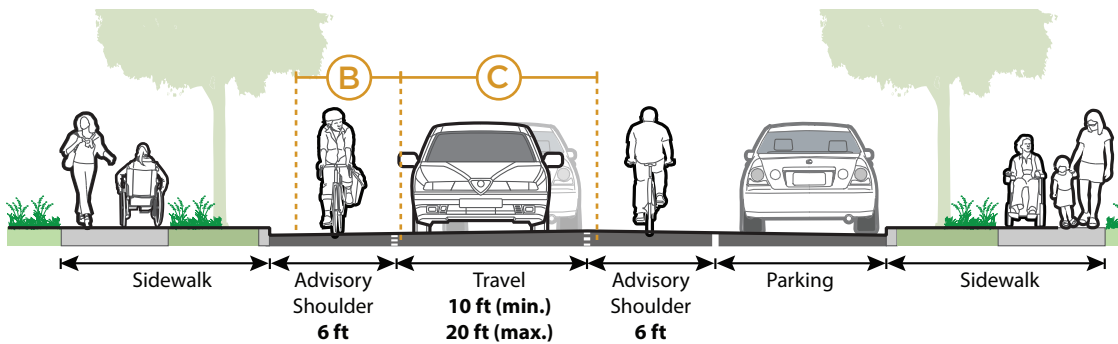 B
C
Sidewalk
Advisory
Shoulder
6 ft
Travel
10 ft (min.)
20 ft (max.)
Advisory
Shoulder
6 ft
Parking
Sidewalk